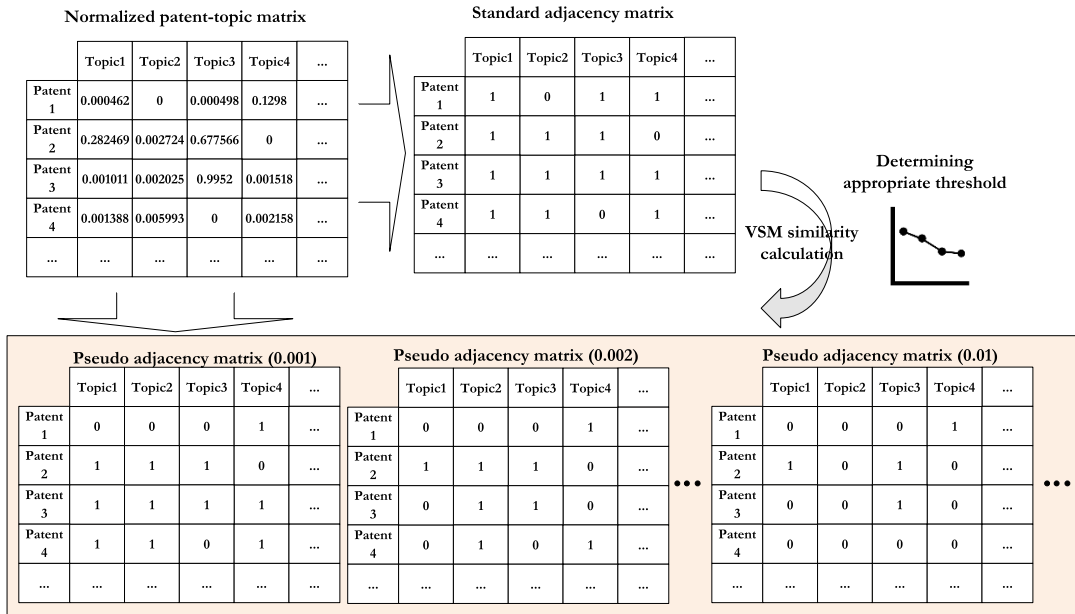 Normalized patent-topic matrix
Topic1 Topic2 Topic3 Topic4 ...
Patent 1 0.000462 0 0.000498 0.1298 ...
Patent 2 0.282469 0.002724 0.677566 0 ...
Patent 3 0.001011 0.002025 0.9952 0.001518 ...
Patent 4 0.001388 0.005993 0 0.002158 ...
... ... ... ... ... ...
Standard adjacency matrix
Topic1 Topic2 Topic3 Topic4 ...
Patent 1 1 0 1 1 ...
Patent 2 1 1 1 0 ...
Patent 3 1 1 1 1 ...
Patent 4 1 1 0 1 ...
... ... ... ... ... ...
VSM similarity
calculation
Determining
appropriate threshold
Pseudo adjacency matrix (0.001)
Topic1 Topic2 Topic3 Topic4 ...
Patent 1 0 0 0 1 ...
Patent 2 1 1 1 0 ...
Patent 3 1 1 1 1 ...
Patent 4 1 1 0 1 ...
... ... ... ... ... ...
Pseudo adjacency matrix (0.002)
Topic1 Topic2 Topic3 Topic4 ...
Patent 1 0 0 0 1 ...
Patent 2 1 1 1 0 ...
Patent 3 0 1 1 0 ...
Patent 4 0 1 0 1 ...
... ... ... ... ... ...
...
Pseudo adjacency matrix (0.01)
Topic1 Topic2 Topic3 Topic4 ...
Patent 1 0 0 0 1 ...
Patent 2 1 0 1 0 ...
Patent 3 0 0 1 0 ...
Patent 4 0 0 0 0 ...
... ... ... ... ... ...
...